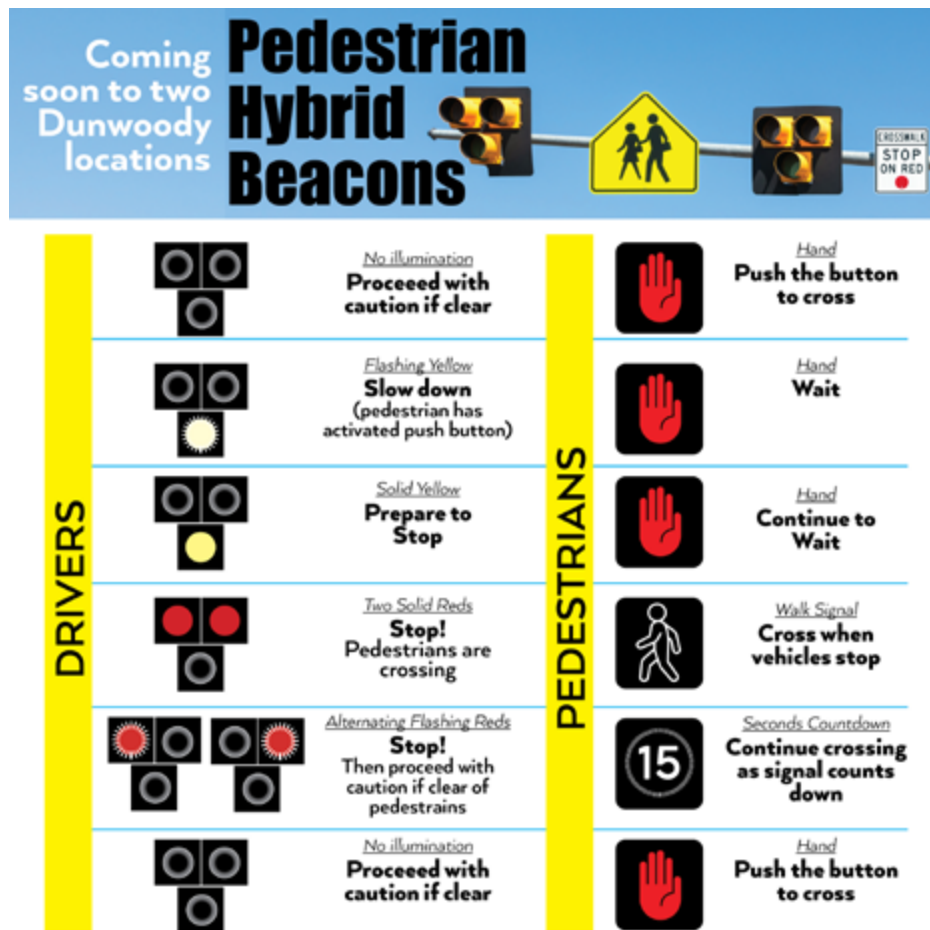 Coming
soon to two
Dunwoody
locations
Pedestrian
Hybrid
Beacons
CROSSWALK
STOP
ON RED
DRIVERS
No illumination
Proceeed with
caution if clear
Flashing Yellow
Slow down
(pedestrian has
activated push button)
Solid Yellow
Prepare to
Stop
Two Solid Reds
Stop!
Pedestrians are
crossing
Alternating Flashing Reds
Stop!
Then proceed with
caution if clear of
pedestrains
No illumination
Proceeed with
caution if clear
PEDESTRIANS
Hand
Push the button
to cross
Hand
Wait
Hand
Continue to
Wait
Walk Signal
Cross when
vehicles stop
15
Seconds Countdown
Continue crossing
as signal counts
down
Hand
Push the button
to cross